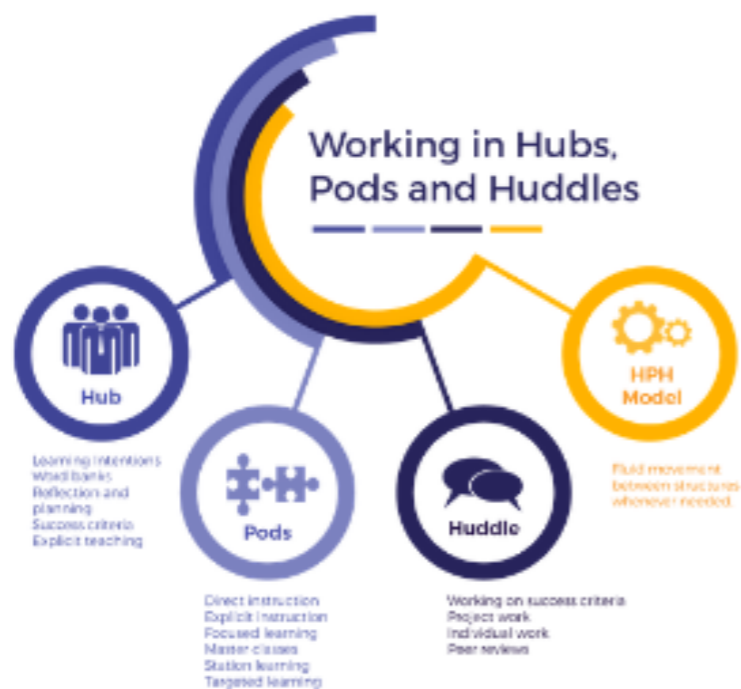 Working in Hubs,
Pods and Huddles
Hub
Learning Intentions
Word banks
Reflection and
planning
Success criteria
Explicit teaching
Pods
Direct instruction
Explicit Instruction
Focused learning
Master classes
Station learning
Targeted learning
Huddle
Working on success criteria
Project work
Individual work
Peer reviews
HPH
Model
Fluid movement
between structures
whenever needed.